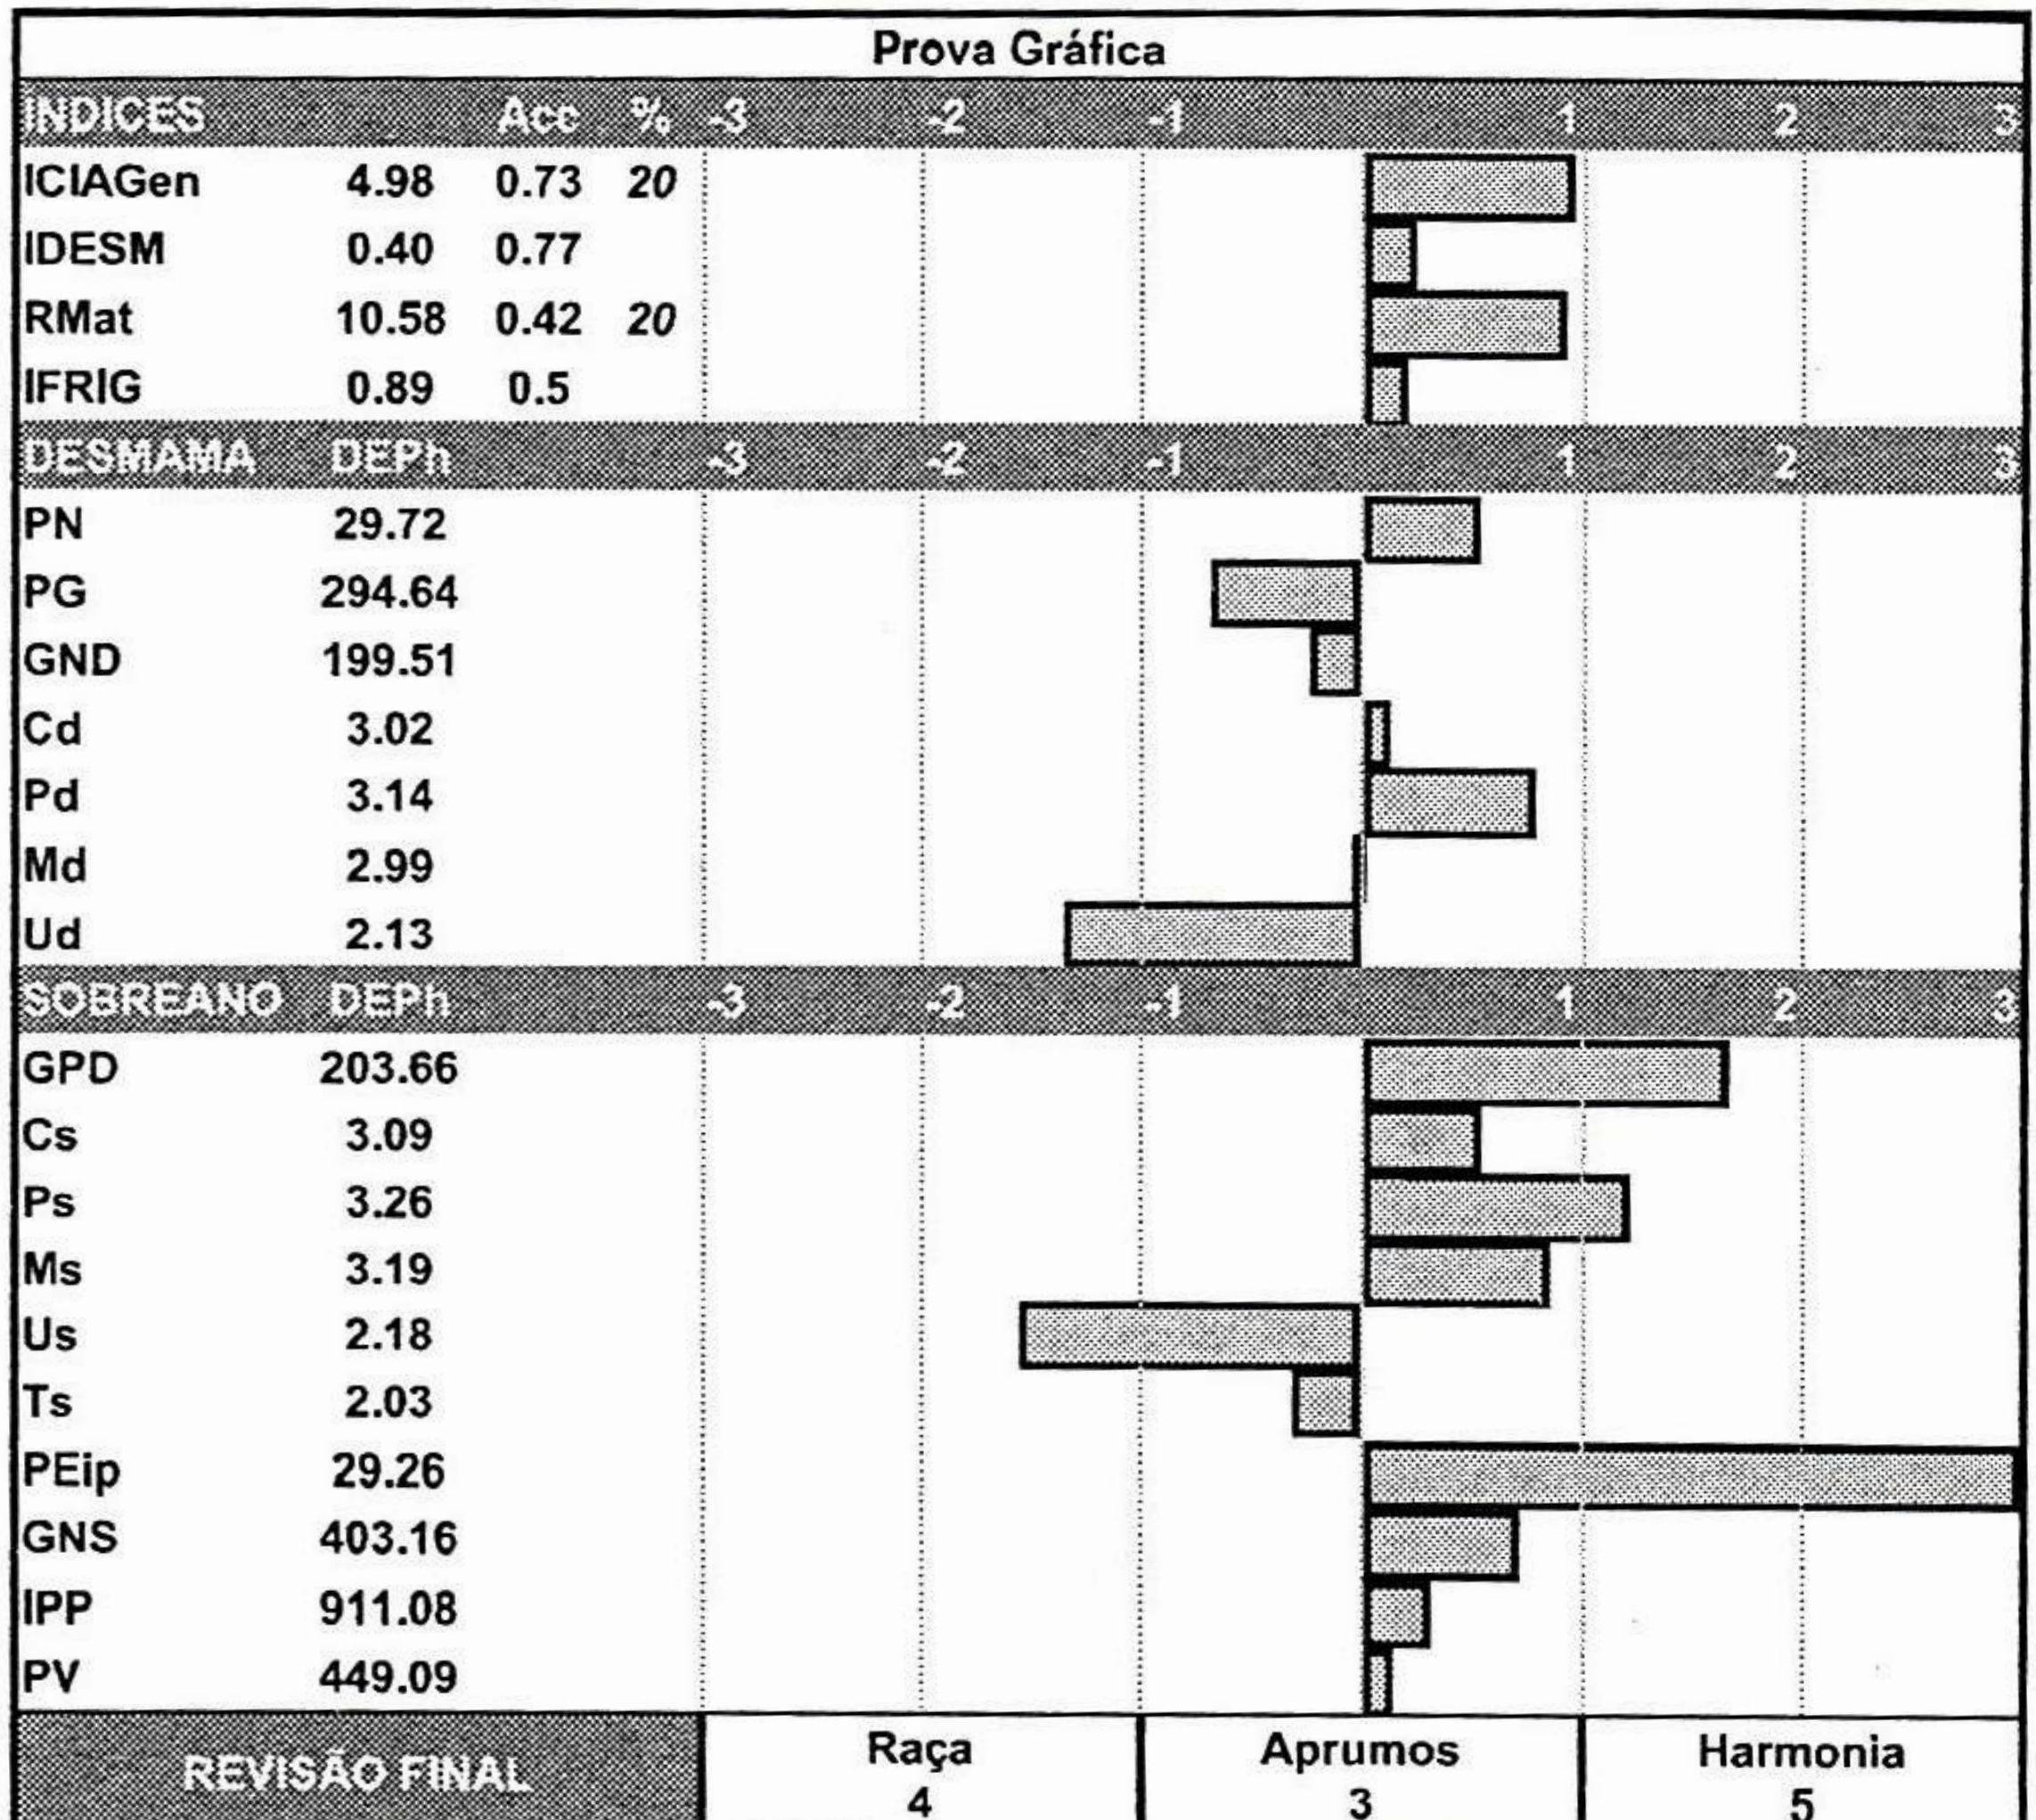 Prova Gráfica
ÍNDICES Acc % -3 -2 -1 1 2 3
ICIAGen 4.98 0.73 20
IDESM 0.40 0.77
RMat 10.58 0.42 20
IFRIG 0.89 0.5
DESMAMA DEPh -3 -2 -1 1 2 3
PN 29.72
PG 294.64
GND 199.51
Cd 3.02
Pd 3.14
Md 2.99
Ud 2.13
SOBREANO DEPh -3 -2 -1 1 2 3
GPD 203.66
Cs 3.09
Ps 3.26
Ms 3.19
Us 2.18
Ts 2.03
PEip 29.26
GNS 403.16
IPP 911.08
PV 449.09
REVISÃO FINAL Raça Aprumos Harmonia
4 3 5